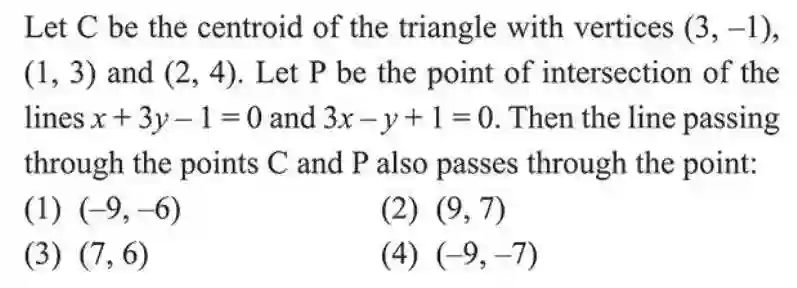 Let C be the centroid of the triangle with vertices (3, –1),
(1, 3) and (2, 4). Let P be the point of intersection of the
lines x + 3y – 1 = 0 and 3x – y + 1 = 0. Then the line passing
through the points C and P also passes through the point:
(1) (–9, –6) (2) (9, 7)
(3) (7, 6) (4) (–9, –7)